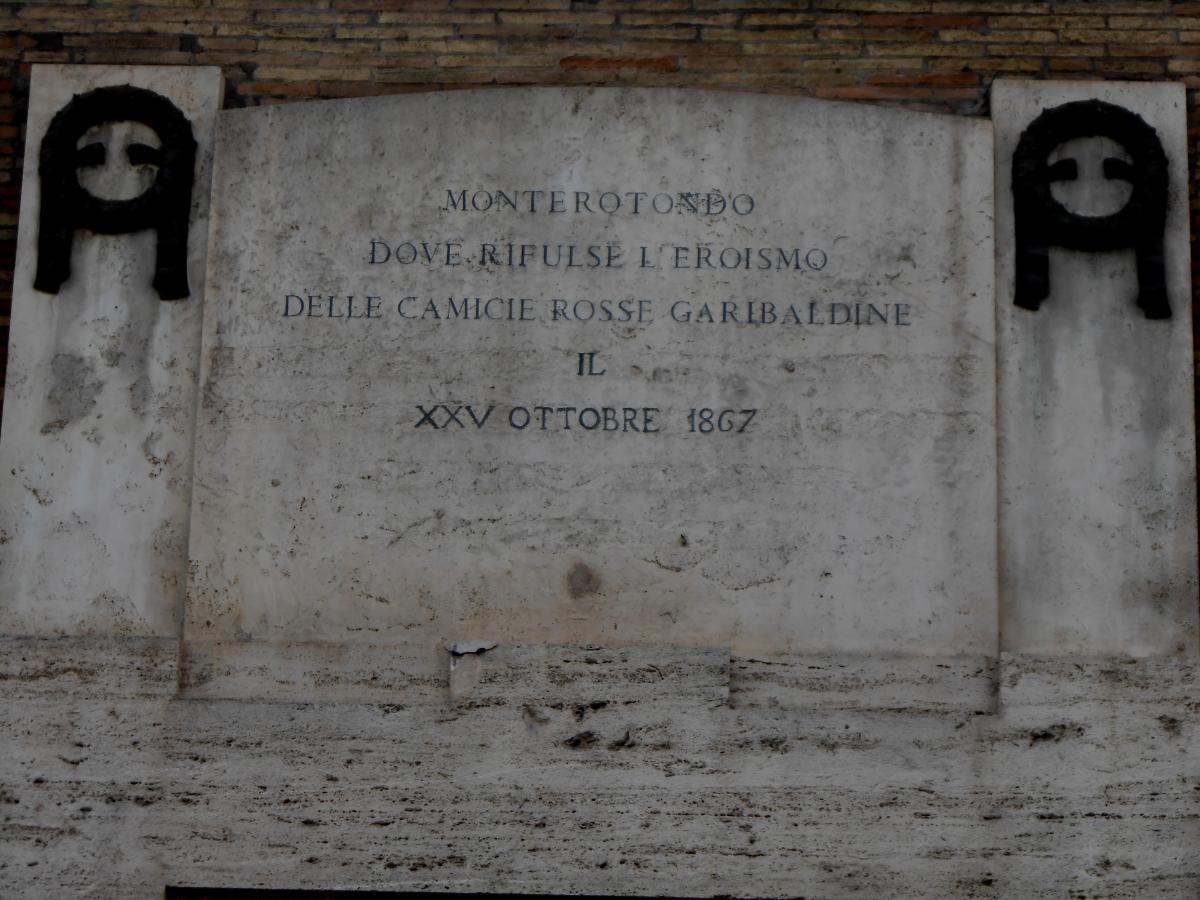 MONTEROTONDO
DOVE RIFULSE L'EROISMO
DELLE CAMICIE ROSSE GARIBALDINE
IL
XXV OTTOBRE 1867